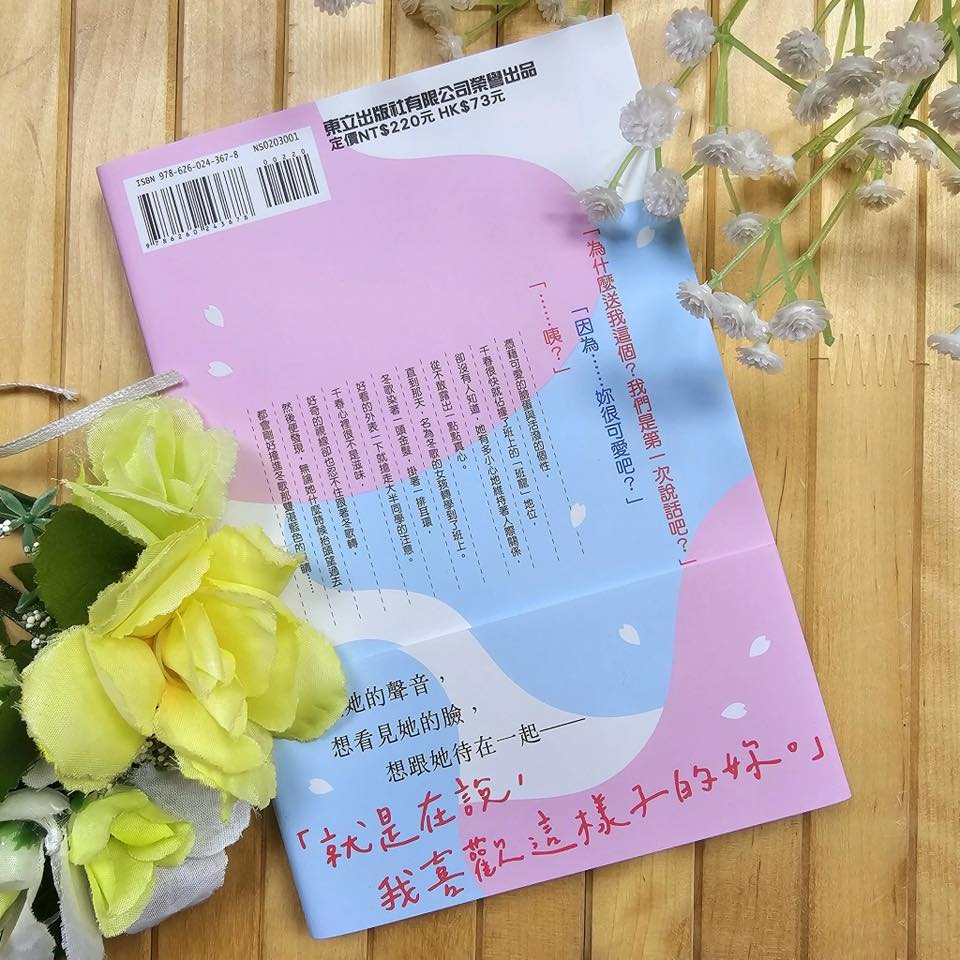 ISBN 978-626-024-367-8 NS0203001
00220
9 786260 243678
東立出版社有限公司榮譽出品
定價NT$220元 HK$73元
「為什麼送我這個?我們是第一次說話吧?」
「因為……妳很可愛吧?」
「……咦?」
憑藉可愛的臉蛋與活潑的個性,
千春很快就佔據了班上的「班寵」地位,
卻沒有人知道,她有多小心地維持著人際關係,
從不敢露出一點點真心。
直到那天,名為冬歌的女孩轉學到了班上。
冬歌染著一頭金髮,掛著一排耳環,
好看的外表一下就搶走大半同學的注意。
千春心裡很不是滋味,
好奇的視線卻也忍不住跟著冬歌轉,
然後便發現,無論她什麼時候抬頭望過去,
都會剛好撞進冬歌那雙湛藍色的 睛……
她的聲音,
想看見她的臉,
想跟她待在一起——
「就是在說,
我喜歡這樣子的妳。」